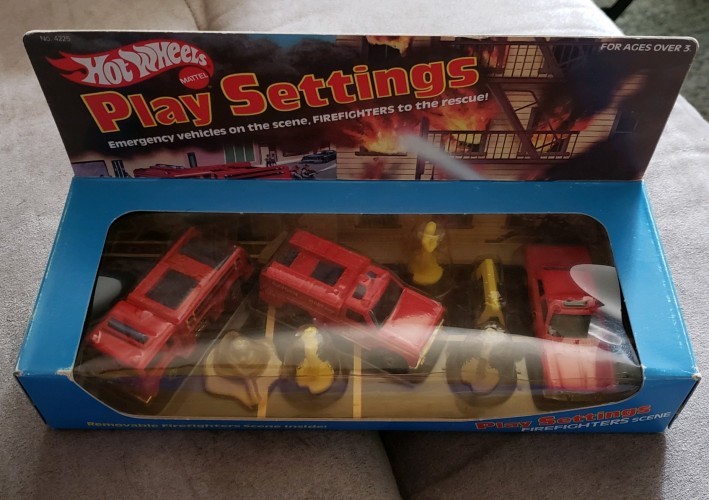 NO. 4225
FOR AGES OVER 3
Hot Wheels
MATTEL
Play Settings
Emergency vehicles on the scene, FIREFIGHTERS to the rescue!
Removable Firefighters scene inside!
Play Settings
FIREFIGHTERS SCENE